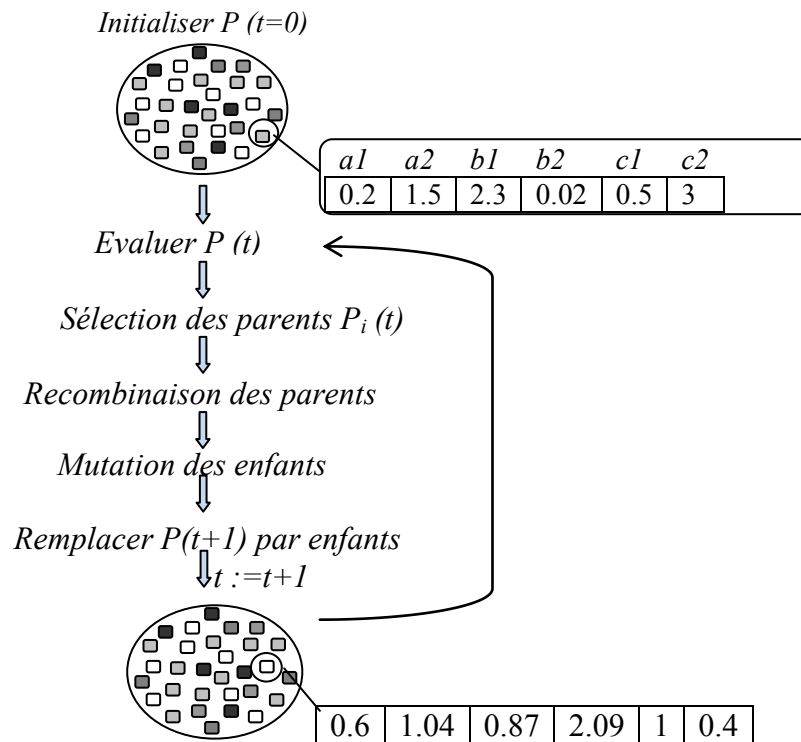 Initialiser P (t=0)
a1 a2 b1 b2 c1 c2
0.2 1.5 2.3 0.02 0.5 3
Evaluer P (t)
Sélection des parents Pi (t)
Recombinaison des parents
Mutation des enfants
Remplacer P(t+1) par enfants
t :=t+1
0.6 1.04 0.87 2.09 1 0.4